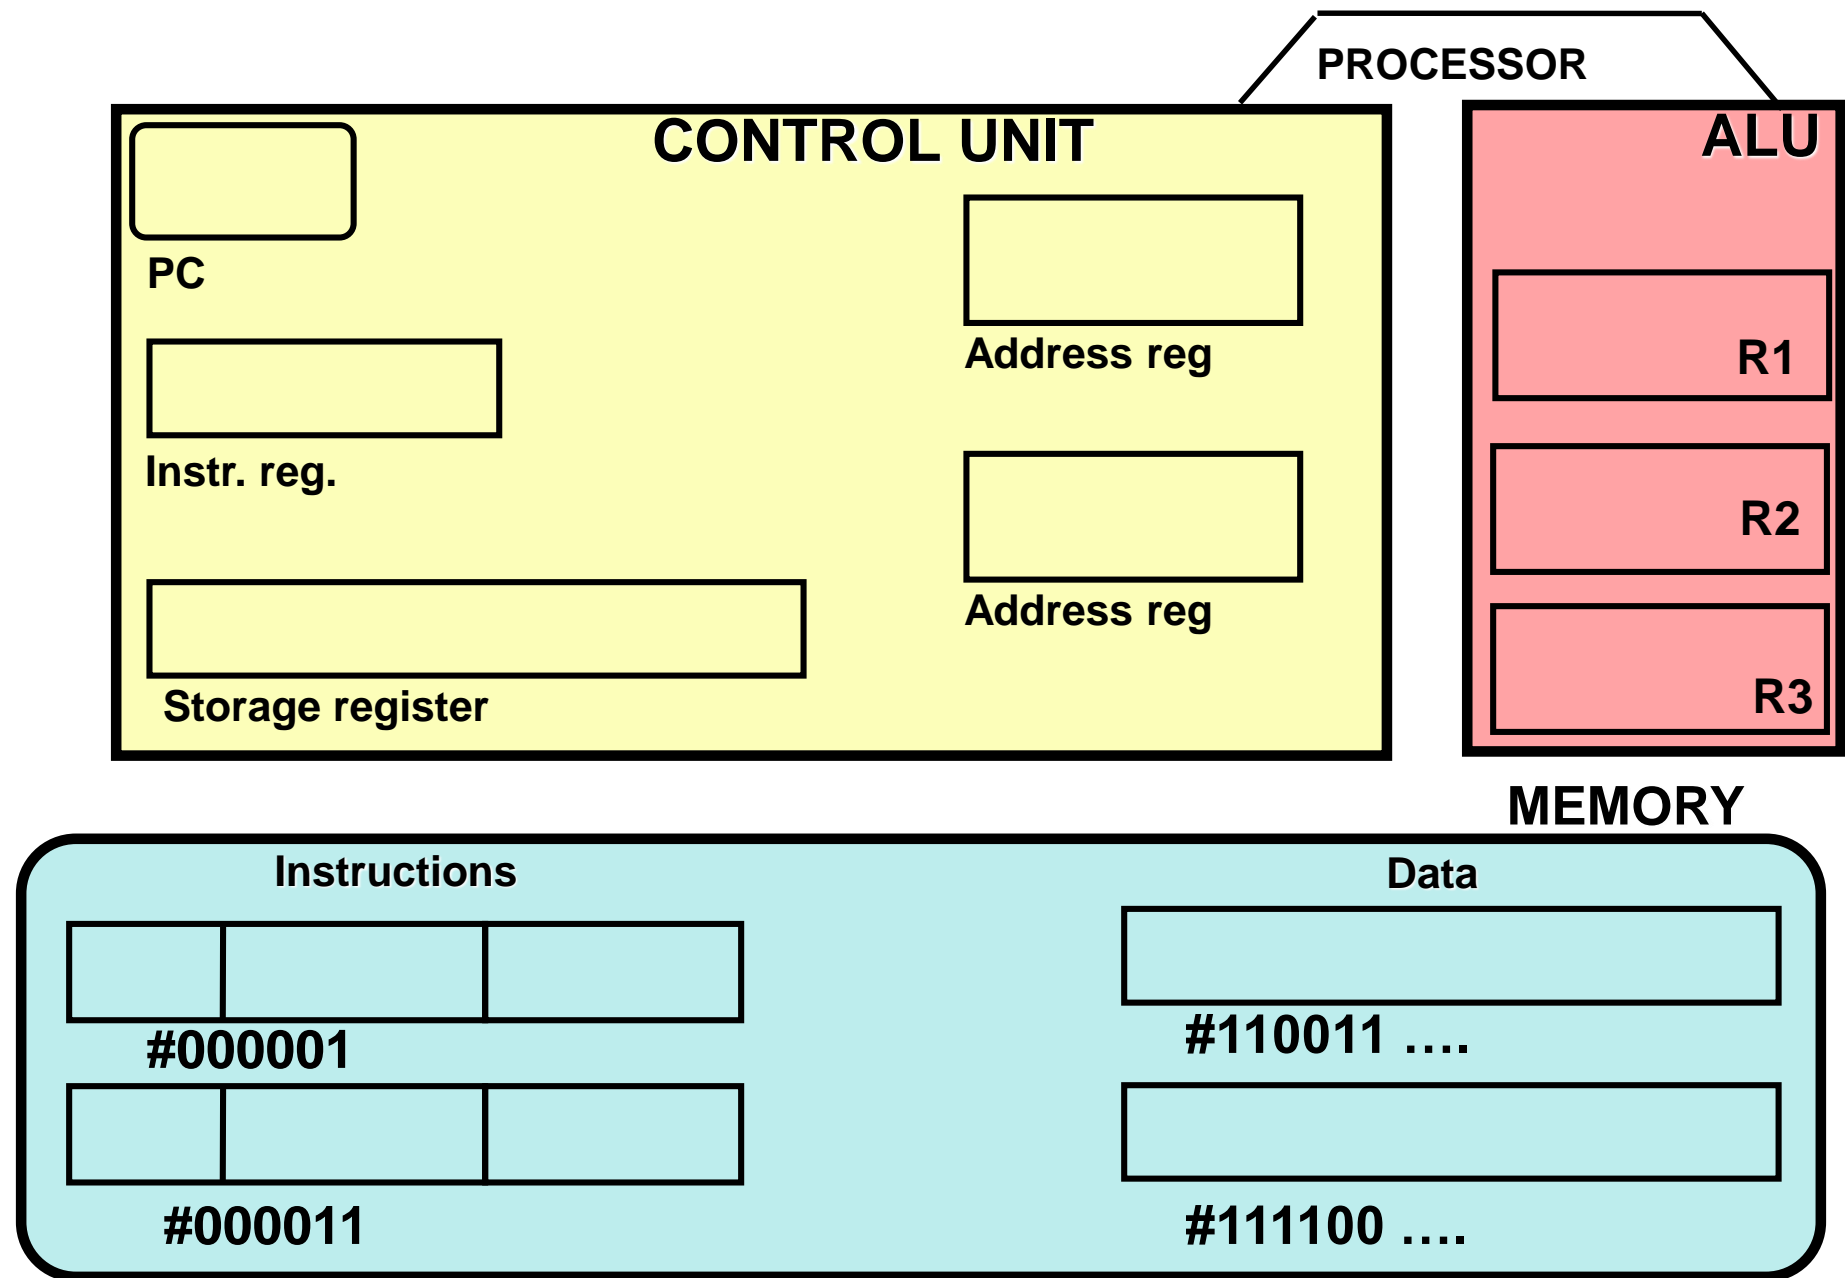 PROCESSOR
CONTROL UNIT
ALU
PC
Address reg
R1
Instr. reg.
R2
Address reg
R3
Storage register
MEMORY
Instructions
Data
#000001
#110011 ....
#000011
#111100 ....